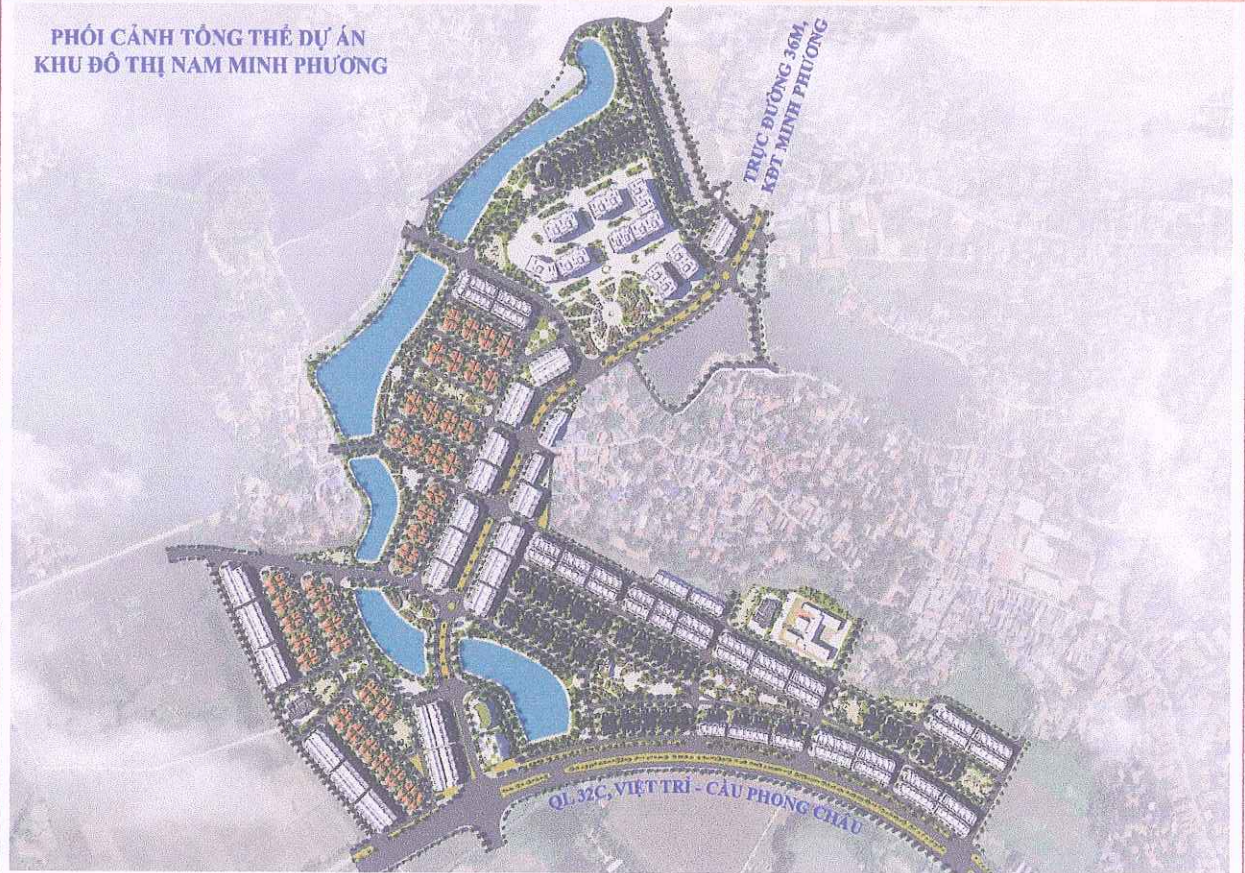 PHỐI CẢNH TỔNG THỂ DỰ ÁN
KHU ĐÔ THỊ NAM MINH PHƯƠNG
TRỤC ĐƯỜNG 36M,
KĐT MINH PHƯƠNG
QL 32C, VIỆT TRÌ - CẦU PHONG CHÂU